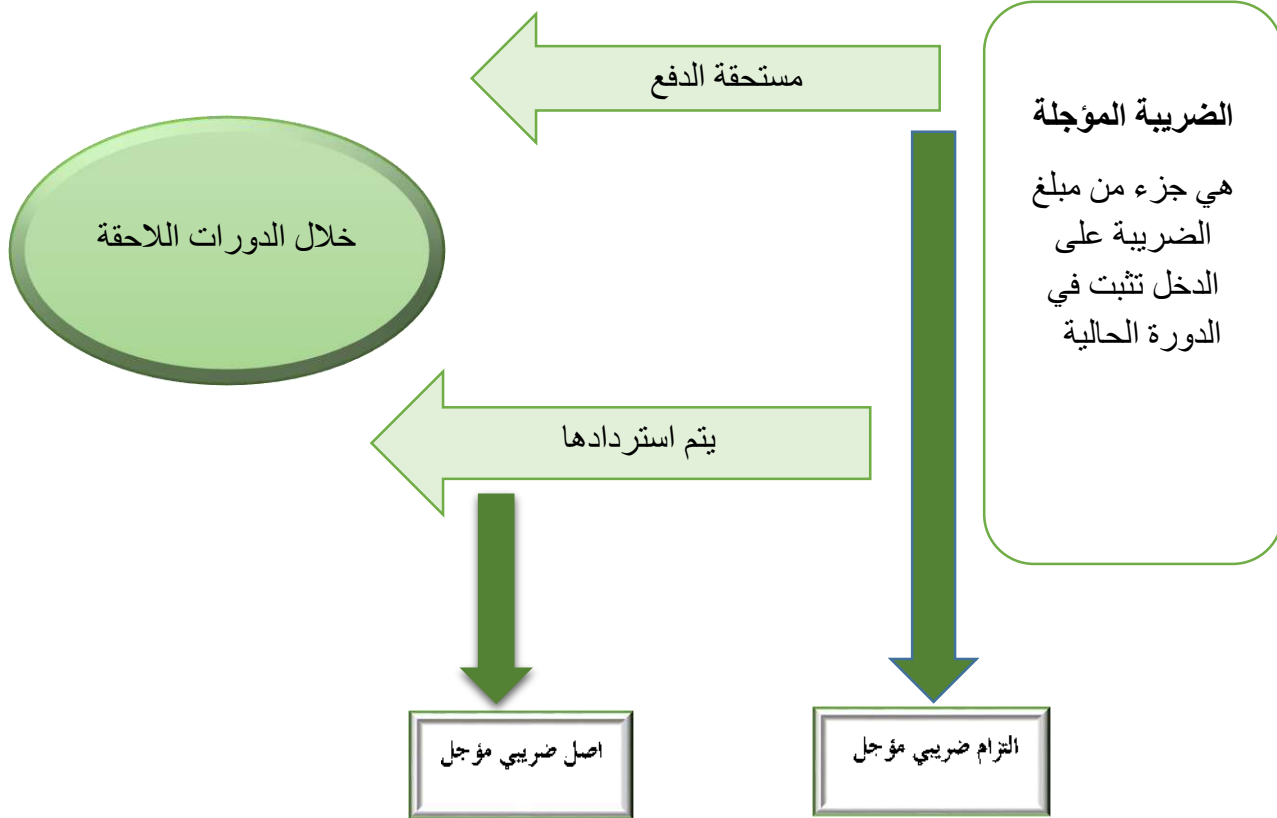 الضريبة المؤجلة
هي جزء من مبلغ
الضريبة على
الدخل تثبت في
الدورة الحالية
مستحقة الدفع
خلال الدورات اللاحقة
يتم استردادها
التزام ضريبي مؤجل
اصل ضريبي مؤجل